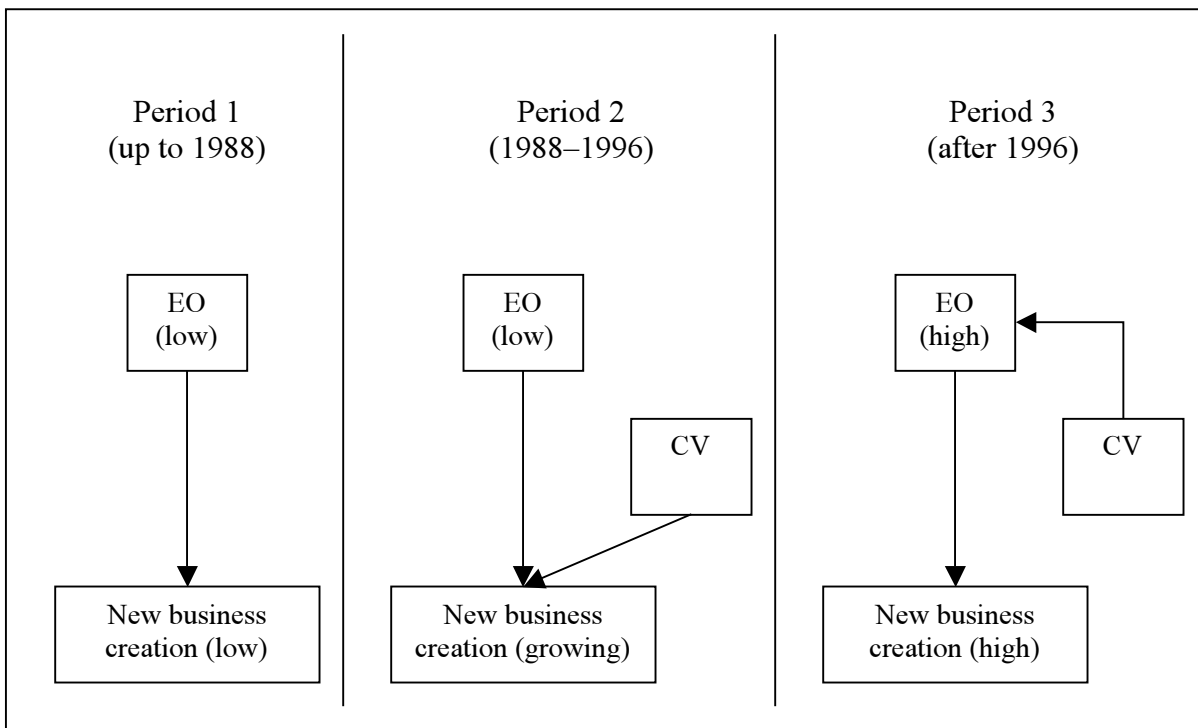 Period 1
(up to 1988)
EO
(low)
New business
creation (low)
Period 2
(1988–1996)
EO
(low)
CV
New business
creation (growing)
Period 3
(after 1996)
EO
(high)
CV
New business
creation (high)